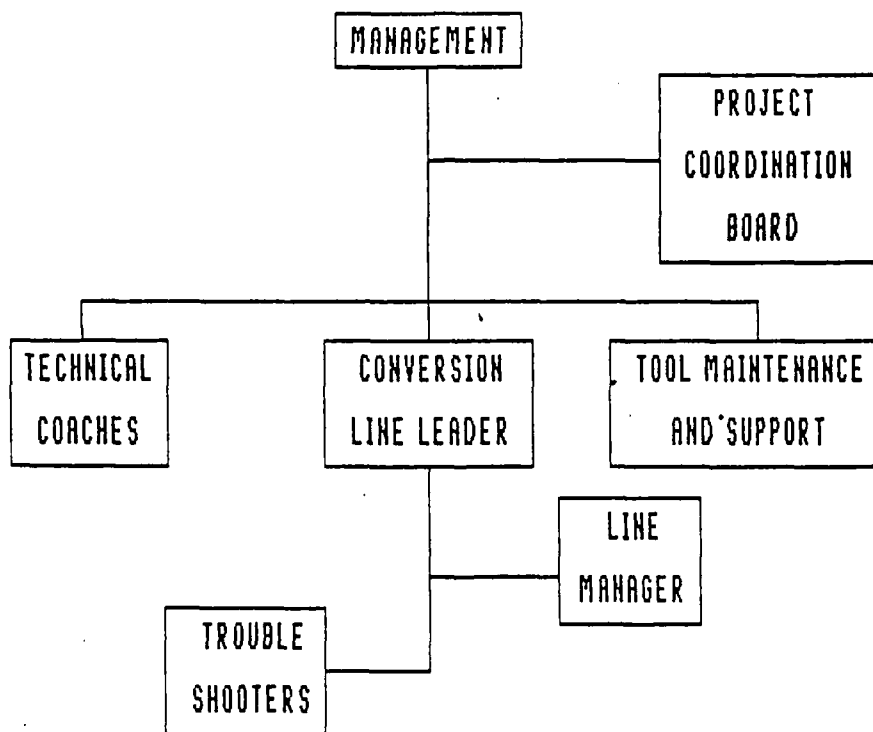 MANAGEMENT
PROJECT
COORDINATION
BOARD
TECHNICAL
COACHES
CONVERSION
LINE LEADER
TOOL MAINTENANCE
AND SUPPORT
LINE
MANAGER
TROUBLE
SHOOTERS